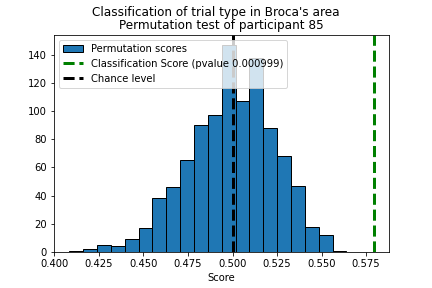 Classification of trial type in Broca's area
Permutation test of participant 85
Permutation scores
Classification Score (pvalue 0.000999)
Chance level
140
120
100
80
60
40
20
0
0.400 0.425 0.450 0.475 0.500 0.525 0.550 0.575
Score